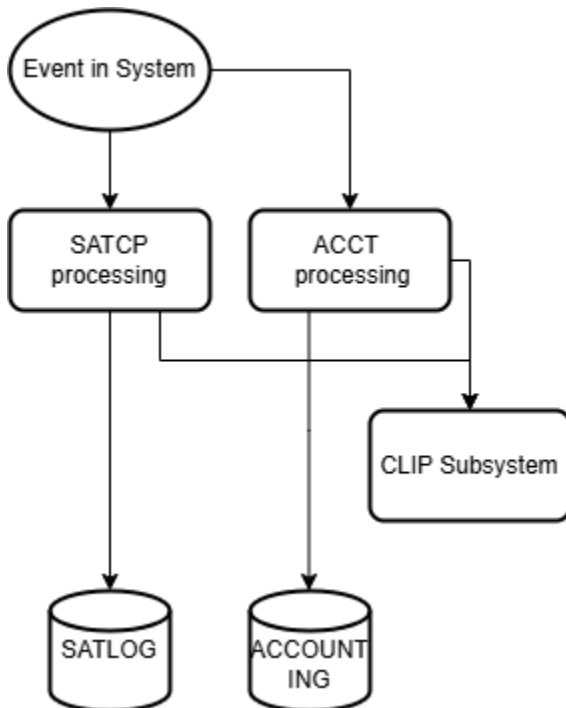 Event in System
SATCP
processing
ACCT
processing
CLIP Subsystem
SATLOG
ACCOUNT
ING